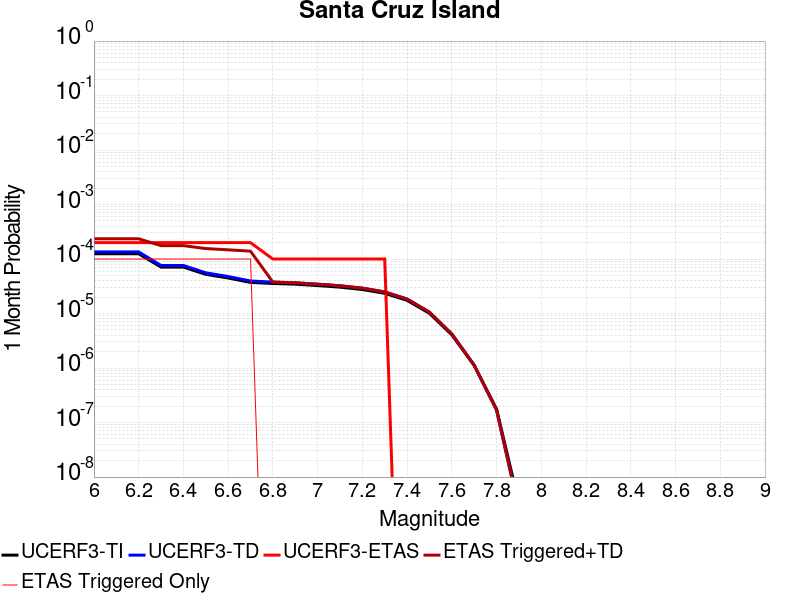 Santa Cruz Island
10^0
10^-1
10^-2
10^-3
10^-4
10^-5
10^-6
10^-7
10^-8
1 Month Probability
6 6.2 6.4 6.6 6.8 7 7.2 7.4 7.6 7.8 8 8.2 8.4 8.6 8.8 9
Magnitude
UCERF3-TI UCERF3-TD UCERF3-ETAS ETAS Triggered+TD
ETAS Triggered Only